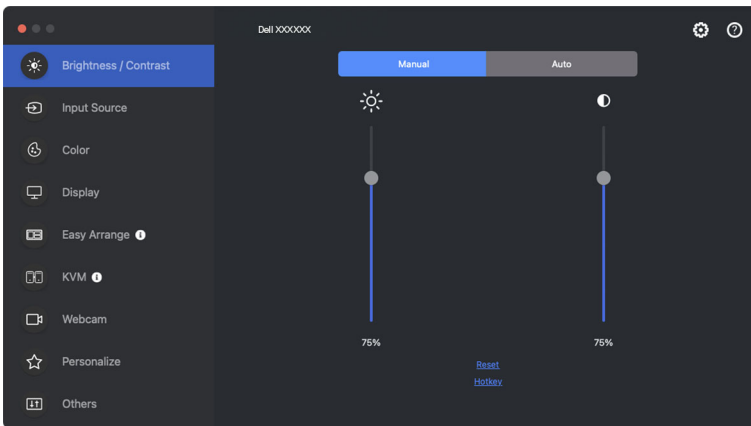 Dell XXXXXX
Brightness / Contrast
Input Source
Color
Display
Easy Arrange
KVM
Webcam
Personalize
Others
Manual
Auto
75%
75%
Reset
Hotkey